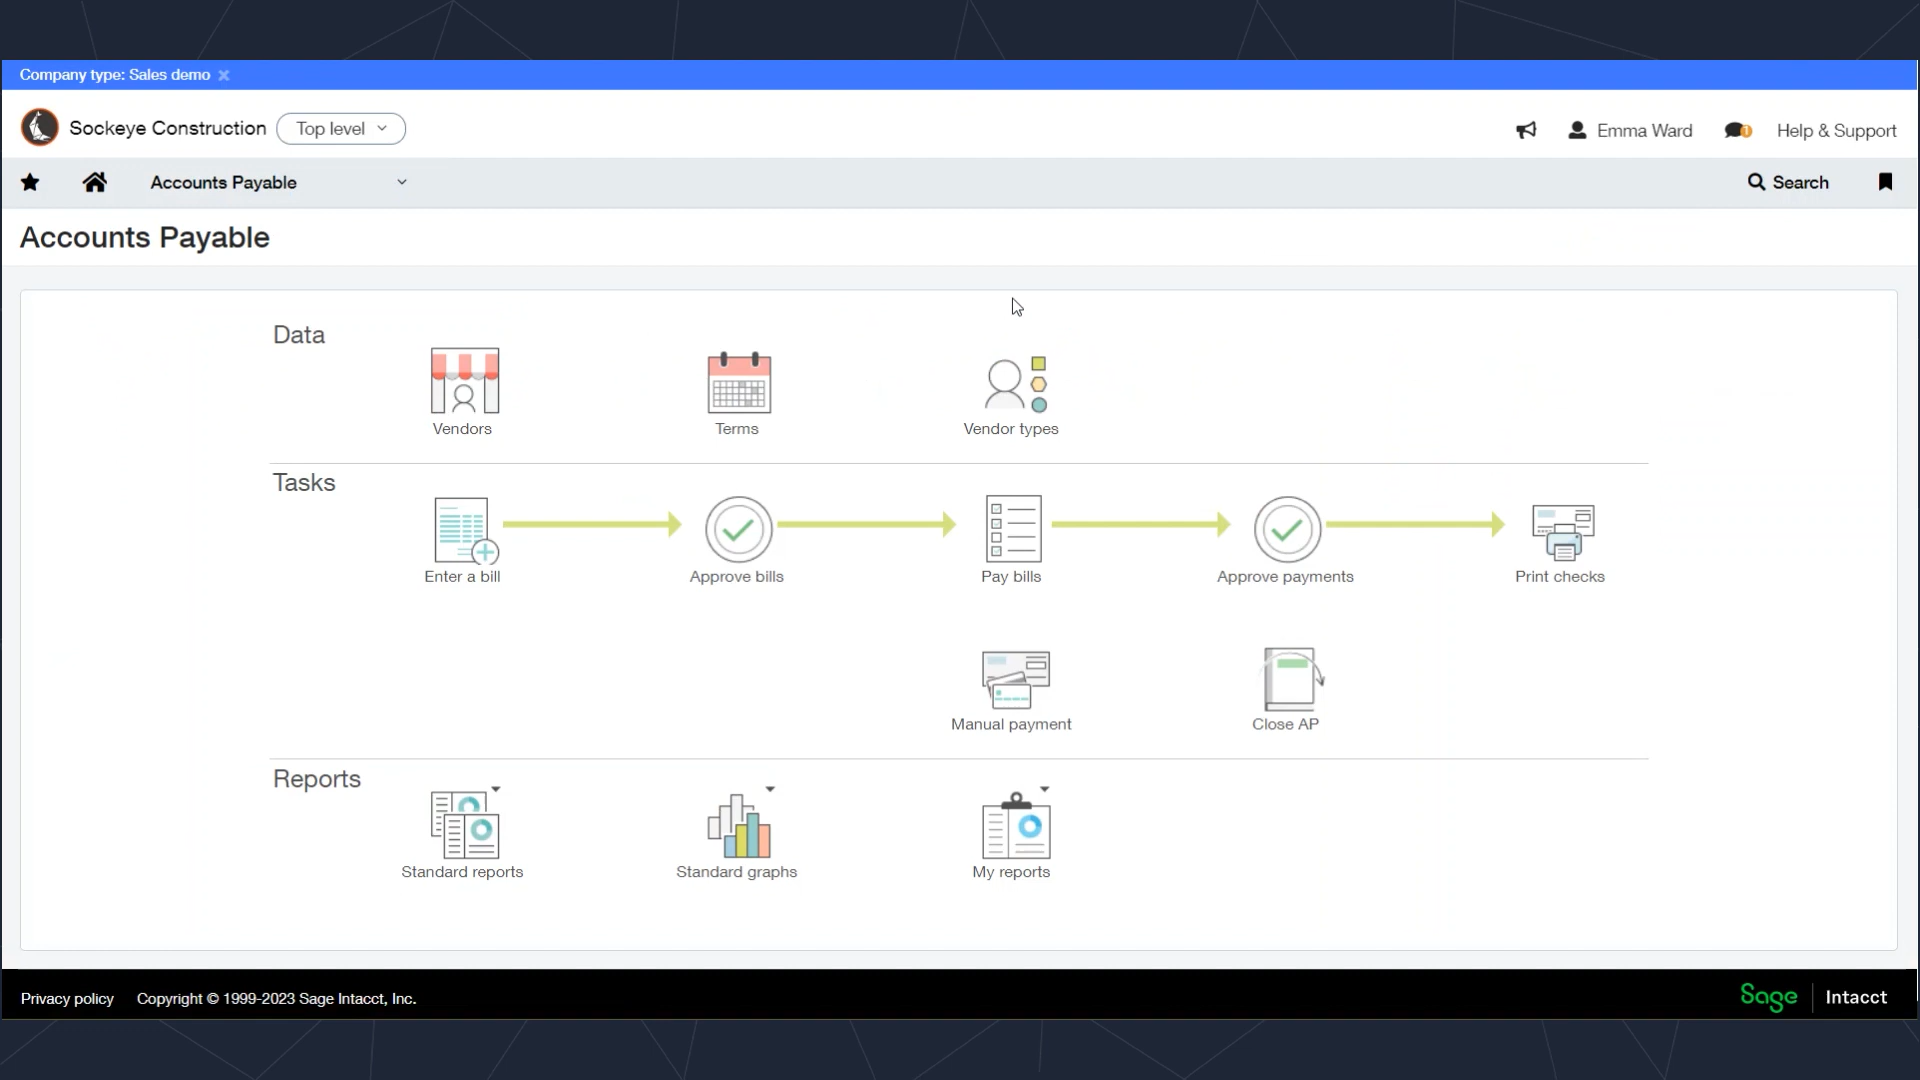 Company type: Sales demo
Sockeye Construction
Top level
1
Emma Ward
Help & Support
Accounts Payable
Search
Accounts Payable
Data
Vendors
Terms
Vendor types
Tasks
Enter a bill
Approve bills
Pay bills
Approve payments
Print checks
Manual payment
Close AP
Reports
Standard reports
Standard graphs
My reports
Privacy policy
Copyright © 1999-2023 Sage Intacct, Inc.
Sage
Intacct